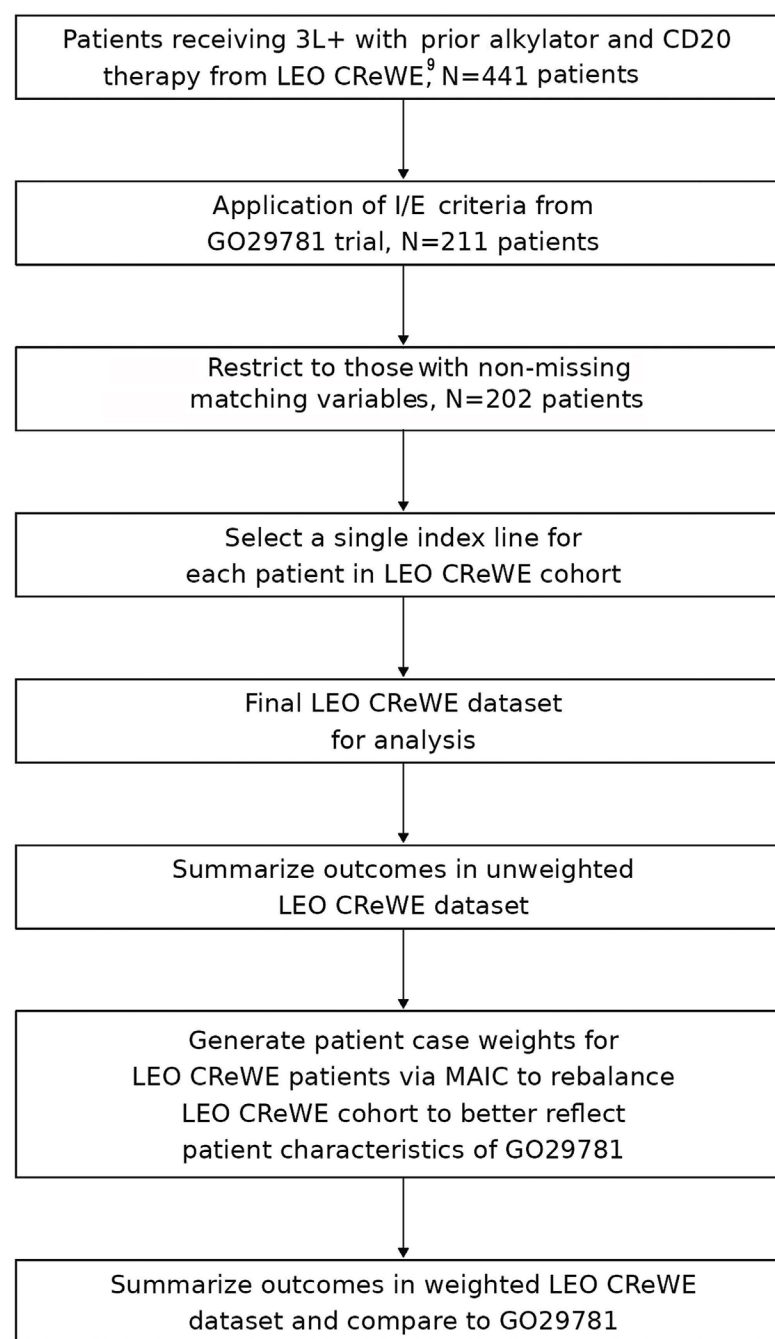 Patients receiving 3L+ with prior alkylator and CD20
therapy from LEO CReWE,⁹ N=441 patients
Application of I/E criteria from
GO29781 trial, N=211 patients
Restrict to those with non-missing
matching variables, N=202 patients
Select a single index line for
each patient in LEO CReWE cohort
Final LEO CReWE dataset
for analysis
Summarize outcomes in unweighted
LEO CReWE dataset
Generate patient case weights for
LEO CReWE patients via MAIC to rebalance
LEO CReWE cohort to better reflect
patient characteristics of GO29781
Summarize outcomes in weighted LEO CReWE
dataset and compare to GO29781